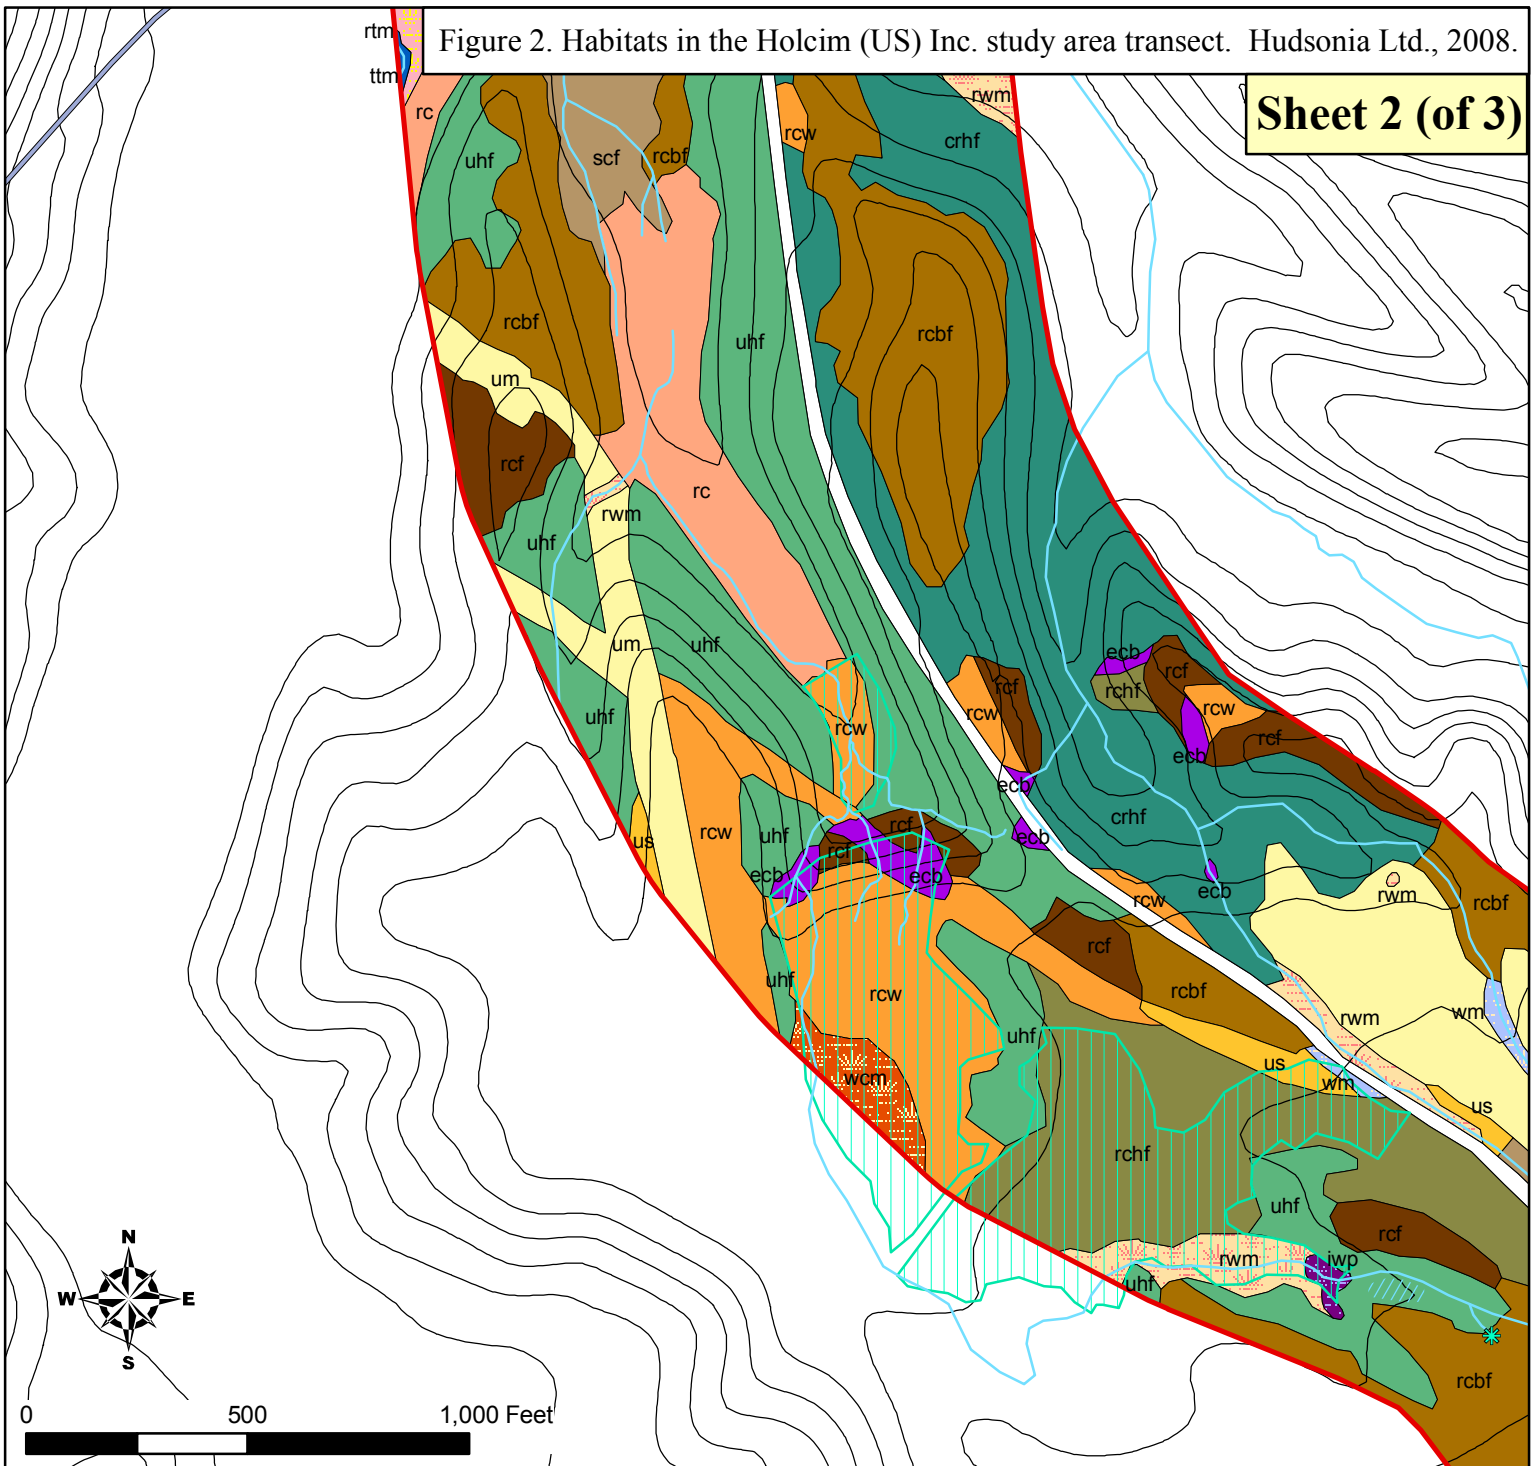 Figure 2. Habitats in the Holcim (US) Inc. study area transect. Hudsonia Ltd., 2008.
Sheet 2 (of 3)
rtm
ttm
rc
uhf
scf
rcbf
rcw
crhf
rwm
rcbf
uhf
rcbf
um
rcf
rc
rwm
uhf
um
uhf
uhf
ecb
rcf
rchf
rcw
rcf
rcw
rcf
ecb
rcw
ecb
us
rcw
uhf
rcf
rcf
ecb
ecb
ecb
crhf
ecb
rcw
rwm
rcbf
rcf
uhf
rcw
rcbf
rwm
wm
uhf
us
wm
us
wcm
rchf
uhf
rcf
rwm
jwp
uhf
rcbf
N
W E
S
0 500 1,000 Feet